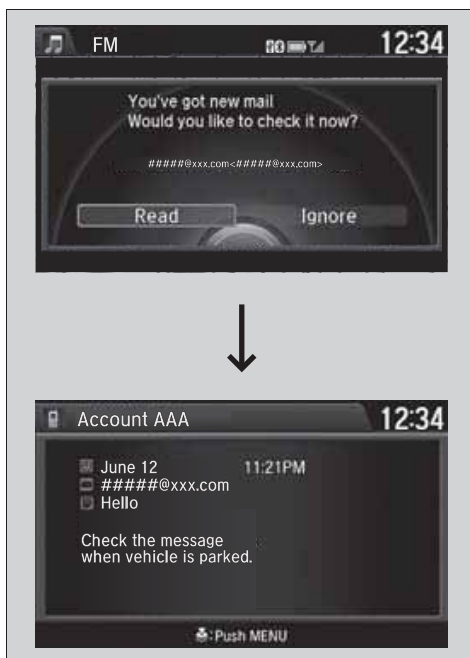 FM 12:34
You've got new mail
Would you like to check it now?
#####@xxx.com<#####@xxx.com>
Read Ignore
Account AAA 12:34
June 12 11:21PM
#####@xxx.com
Hello
Check the message
when vehicle is parked.
:Push MENU